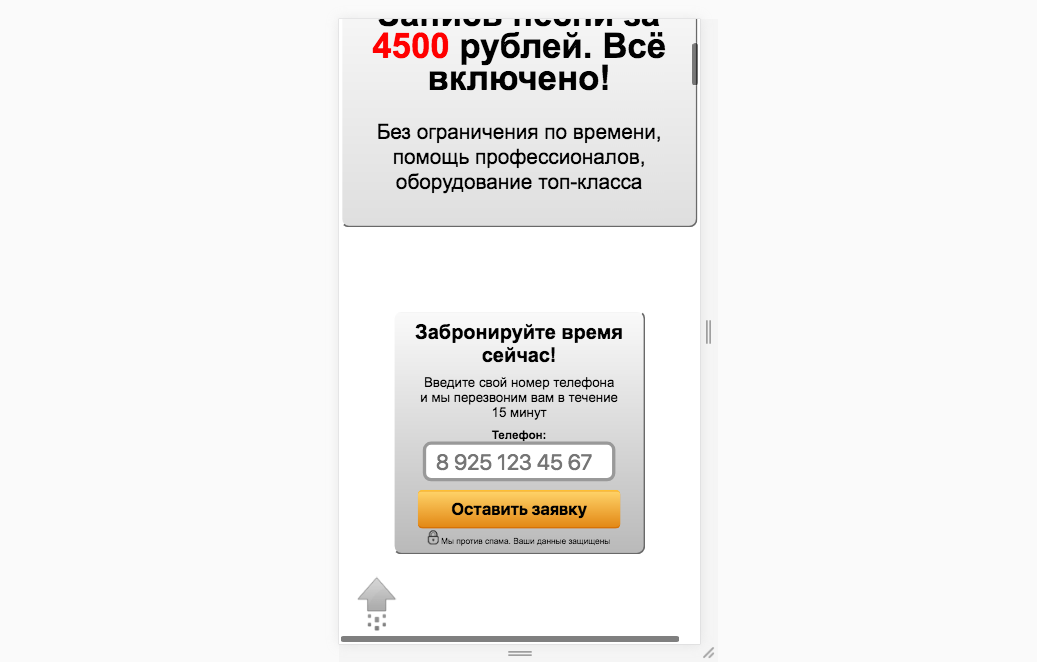 Запись песни за
4500 рублей. Всё
включено!
Без ограничения по времени,
помощь профессионалов,
оборудование топ-класса
Забронируйте время
сейчас!
Введите свой номер телефона
и мы перезвоним вам в течение
15 минут
Телефон:
8 925 123 45 67
Оставить заявку
Мы против спама. Ваши данные защищены